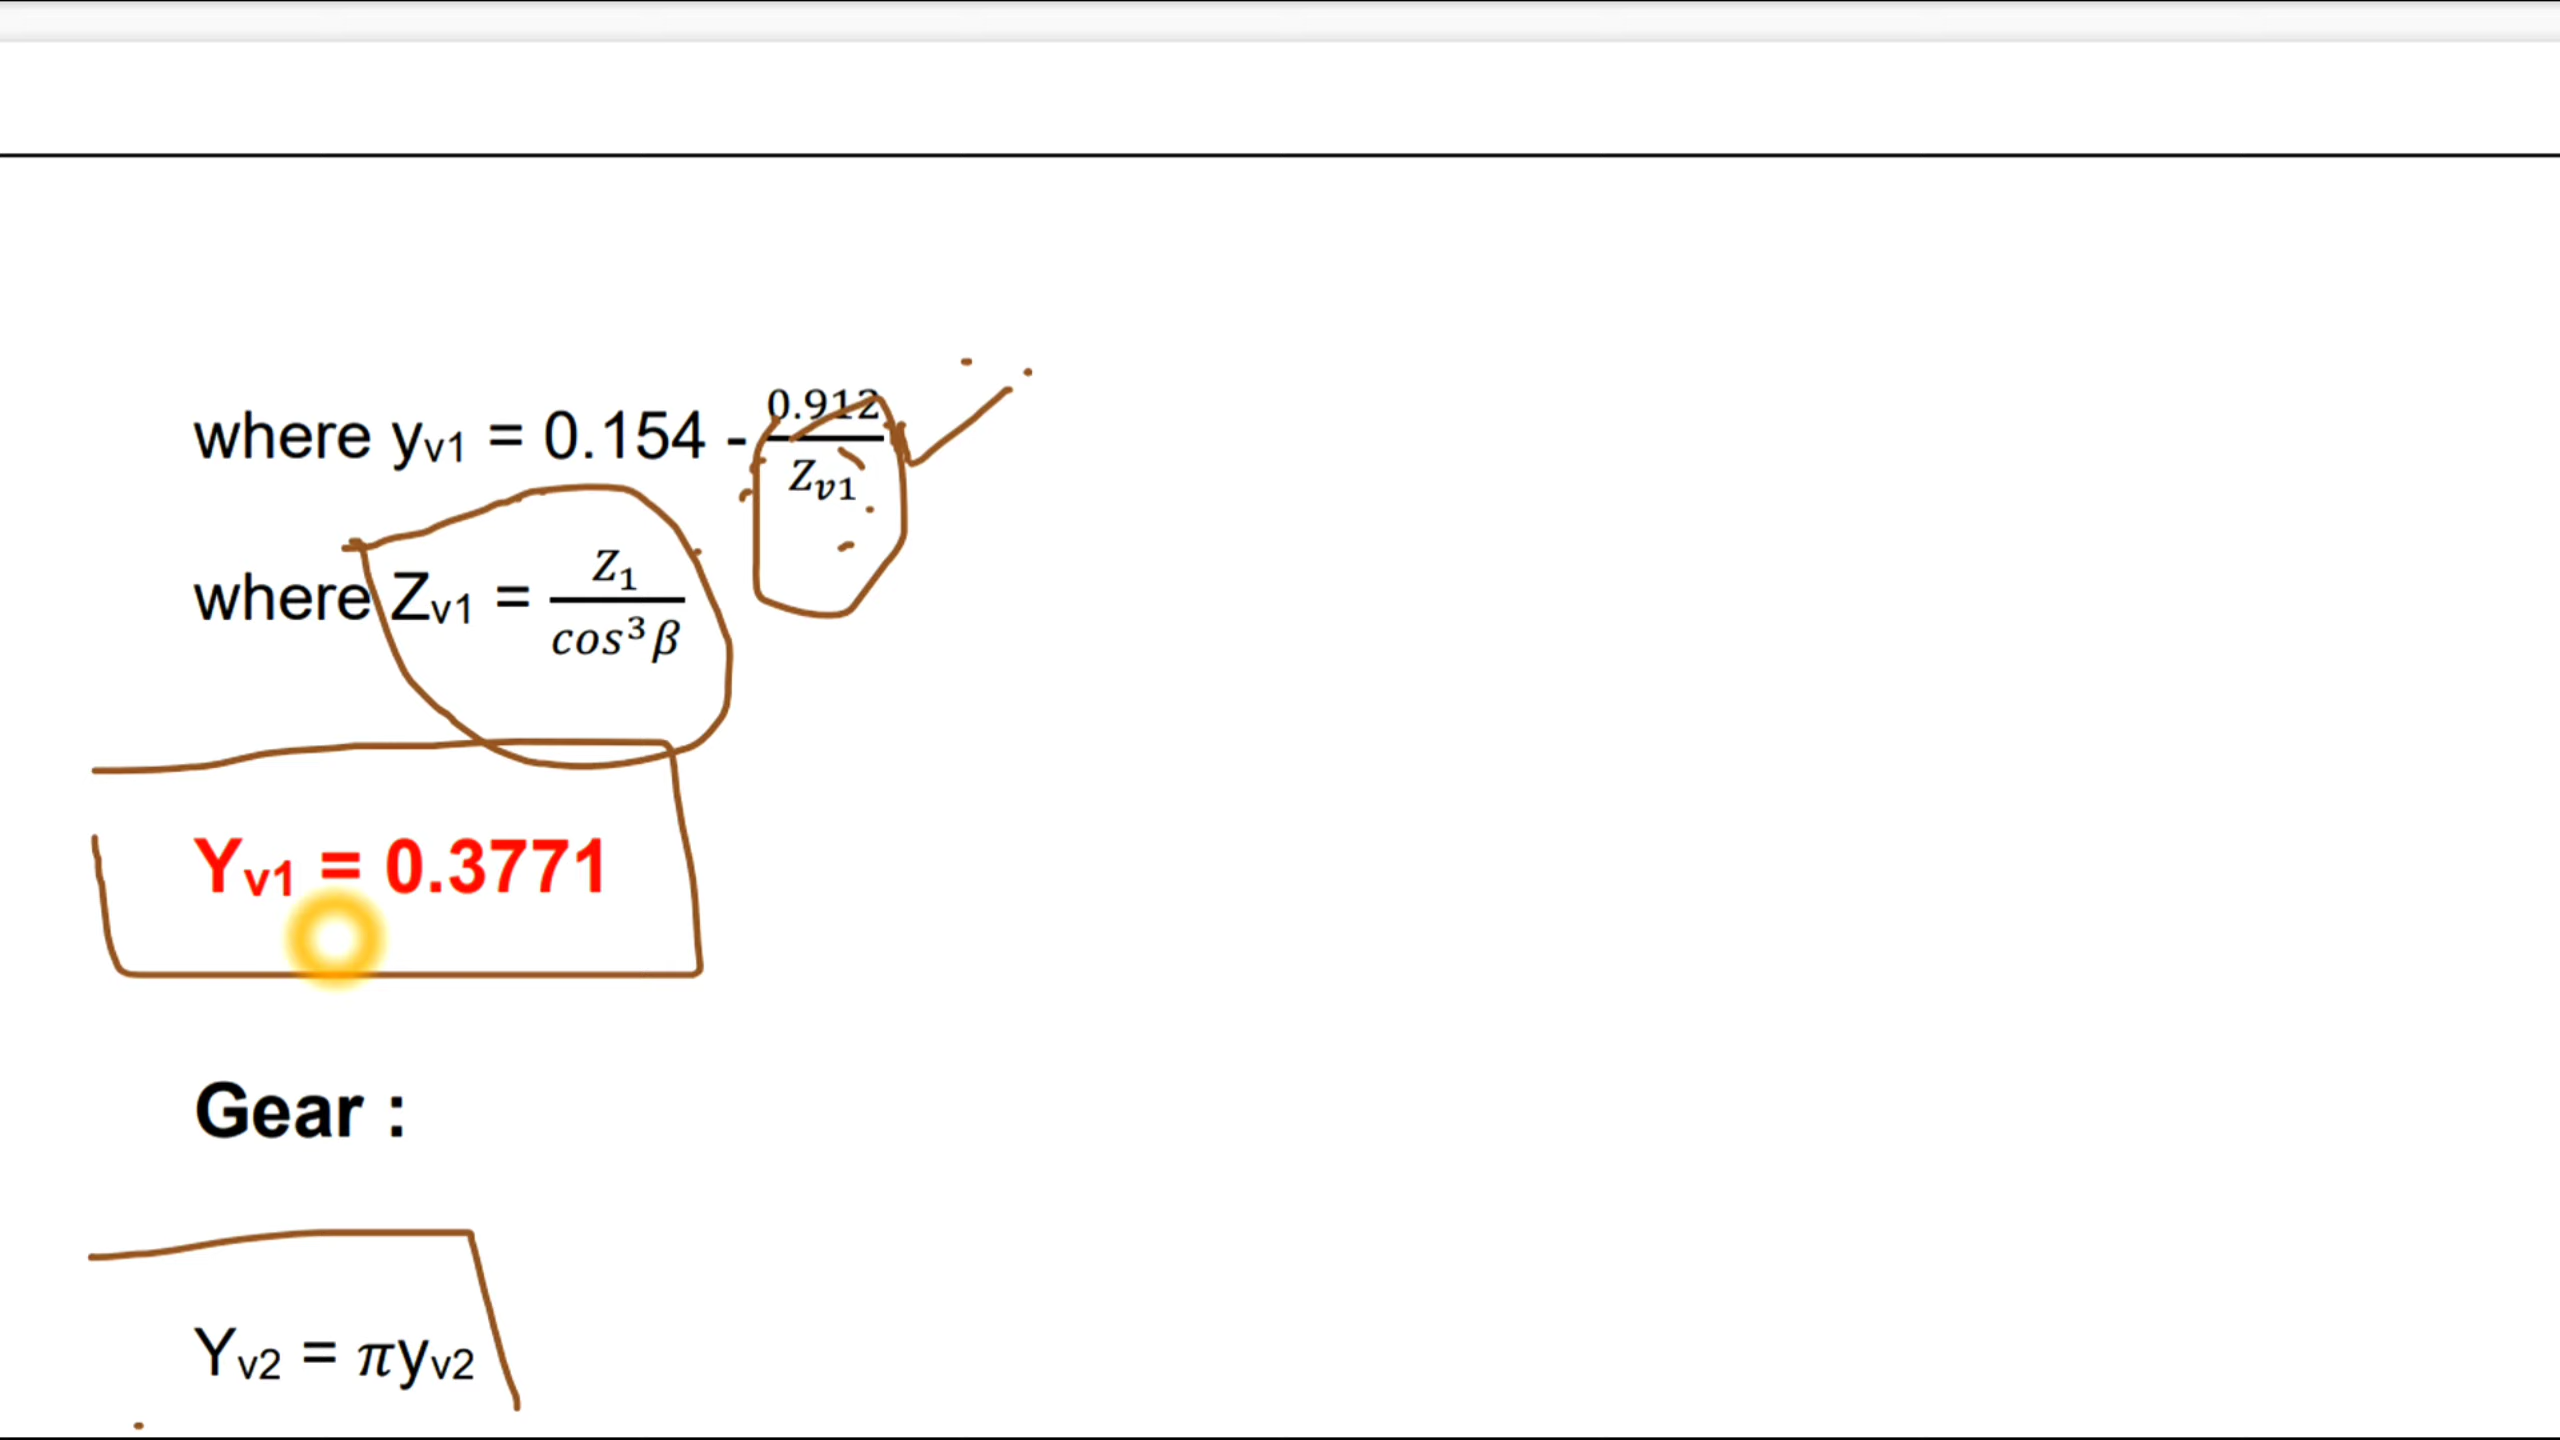 where yv1 = 0.154 - 0.912/Zv1
where Zv1 = Z1/cos³β
Yv1 = 0.3771
Gear :
Yv2 = πyv2